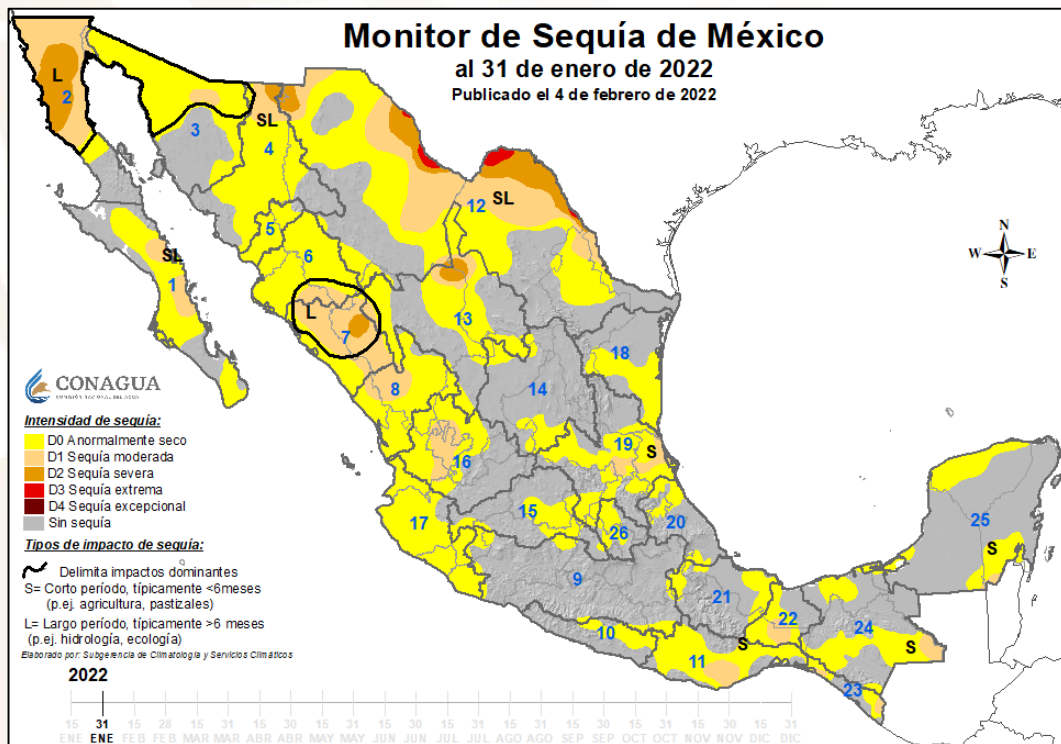 Monitor de Sequía de México
al 31 de enero de 2022
Publicado el 4 de febrero de 2022
L
2
3
SL
4
SL
12
5
6
SL
1
L
7
13
8
18
14
19
S
16
17
15
26
20
9
21
22
10
11
S
24
S
23
25
S
N
W
E
S
CONAGUA
COMISIÓN NACIONAL DEL AGUA
Intensidad de sequía:
D0 Anormalmente seco
D1 Sequía moderada
D2 Sequía severa
D3 Sequía extrema
D4 Sequía excepcional
Sin sequía
Tipos de impacto de sequía:
Delimita impactos dominantes
S= Corto período, típicamente <6meses
(p.ej. agricultura, pastizales)
L= Largo período, típicamente >6 meses
(p.ej. hidrología, ecología)
Elaborado por: Subgerencia de Climatología y Servicios Climáticos
2022
15 31 15 28 15 31 15 30 15 31 15 30 15 31 15 31 15 30 15 31 15 30 15 31
ENE ENE FEB FEB MAR MAR ABR ABR MAY MAY JUN JUN JUL JUL AGO AGO SEP SEP OCT OCT NOV NOV DIC DIC